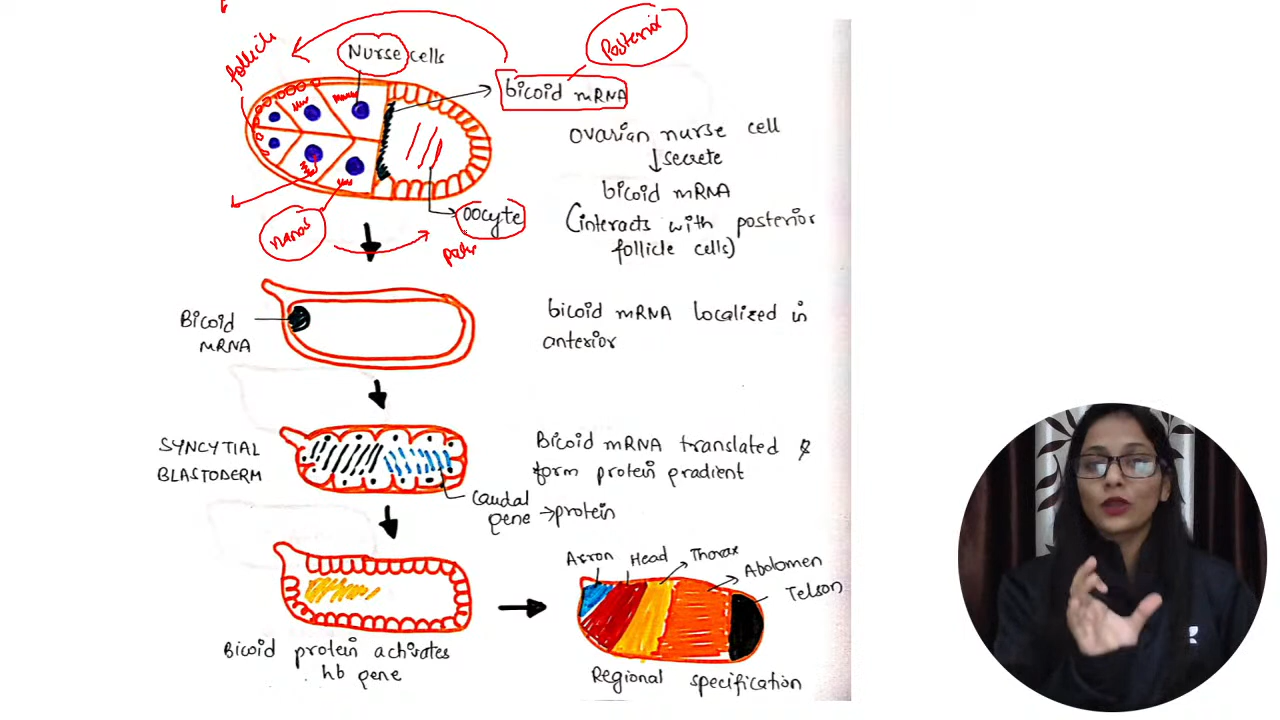 follicle
Nurse cells
Posterior
bicoid mRNA
ovarian nurse cell
↓ secrete
bicoid mRNA
(interacts with posterior
follicle cells)
oocyte
nanos
Bicoid
mRNA
bicoid mRNA localized in
anterior
SYNCYTIAL
BLASTODERM
Bicoid mRNA translated &
form protein gradient
caudal
gene → protein
Acron
Head
Thorax
Abdomen
Telson
Bicoid protein activates
hb gene
Regional specification